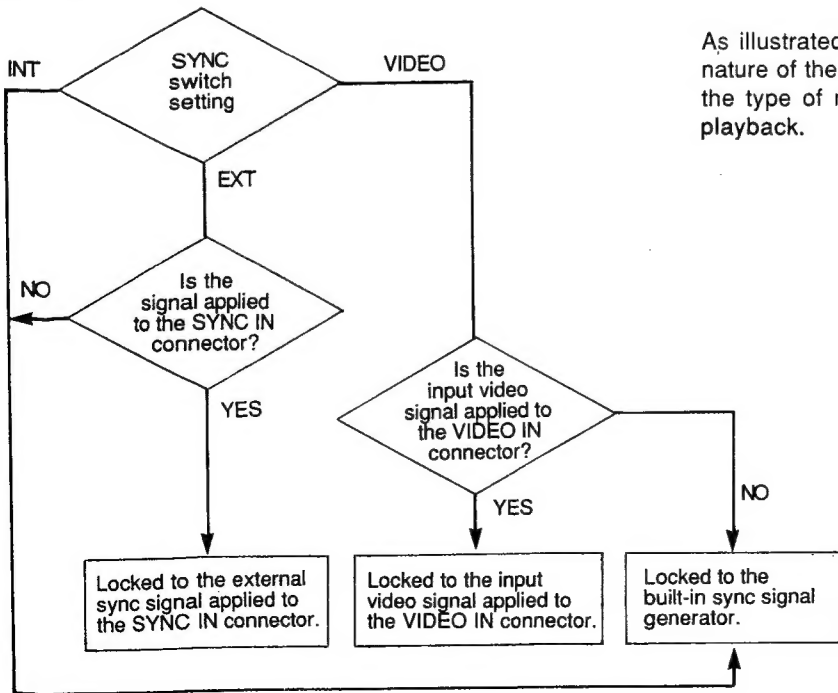 SYNC
switch
setting
INT
VIDEO
EXT
As illustrated
nature of the
the type of
playback.
Is the
signal applied
to the SYNC IN
connector?
NO
YES
Is the
input video
signal applied to
the VIDEO IN
connector?
YES
NO
Locked to the external
sync signal applied to
the SYNC IN connector.
Locked to the input
video signal applied to
the VIDEO IN connector.
Locked to the
built-in sync signal
generator.